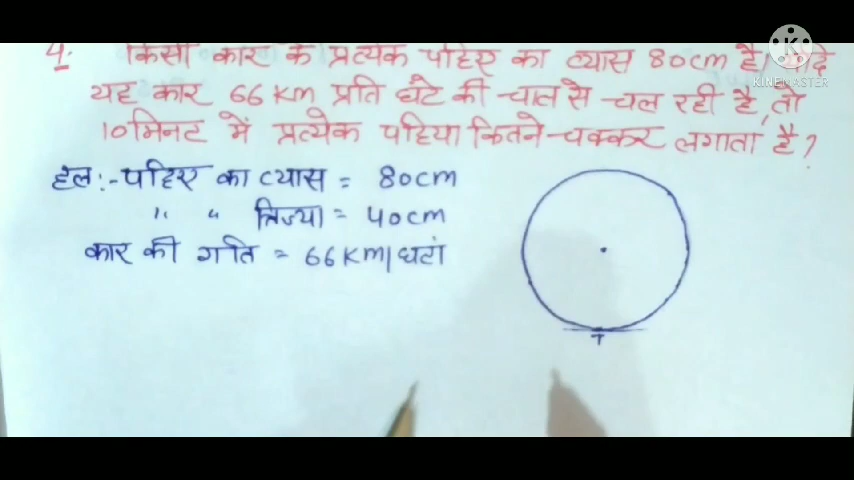 4. किसी कार के प्रत्येक पहिए का व्यास 80cm है। यदि
यह कार 66 Km प्रति घंटे की चाल से चल रही है, तो
10 मिनट में प्रत्येक पहिया कितने चक्कर लगाता है?
हल:- पहिए का व्यास = 80cm
" " त्रिज्या = 40cm
कार की गति = 66 Km/घटां
T
KINEMASTER